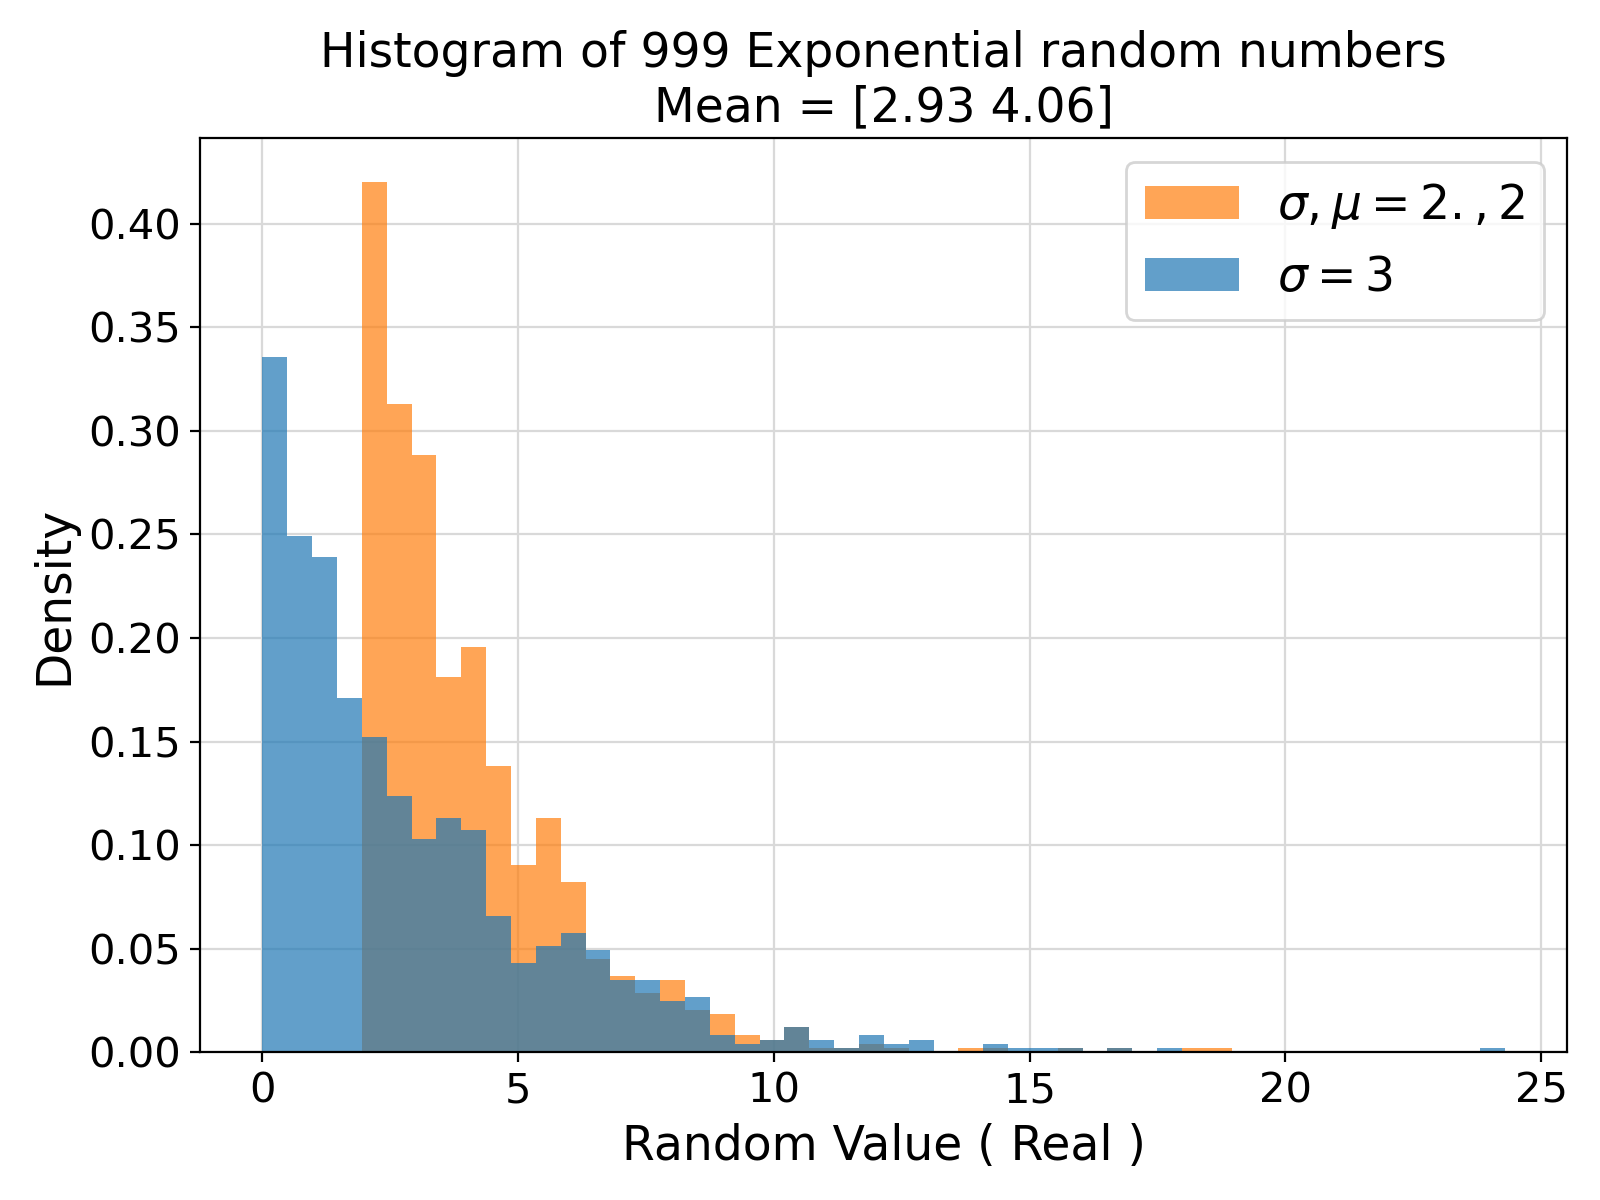 Histogram of 999 Exponential random numbers
Mean = [2.93 4.06]
σ, μ = 2. , 2
σ = 3
Density
0.40
0.35
0.30
0.25
0.20
0.15
0.10
0.05
0.00
0 5 10 15 20 25
Random Value ( Real )